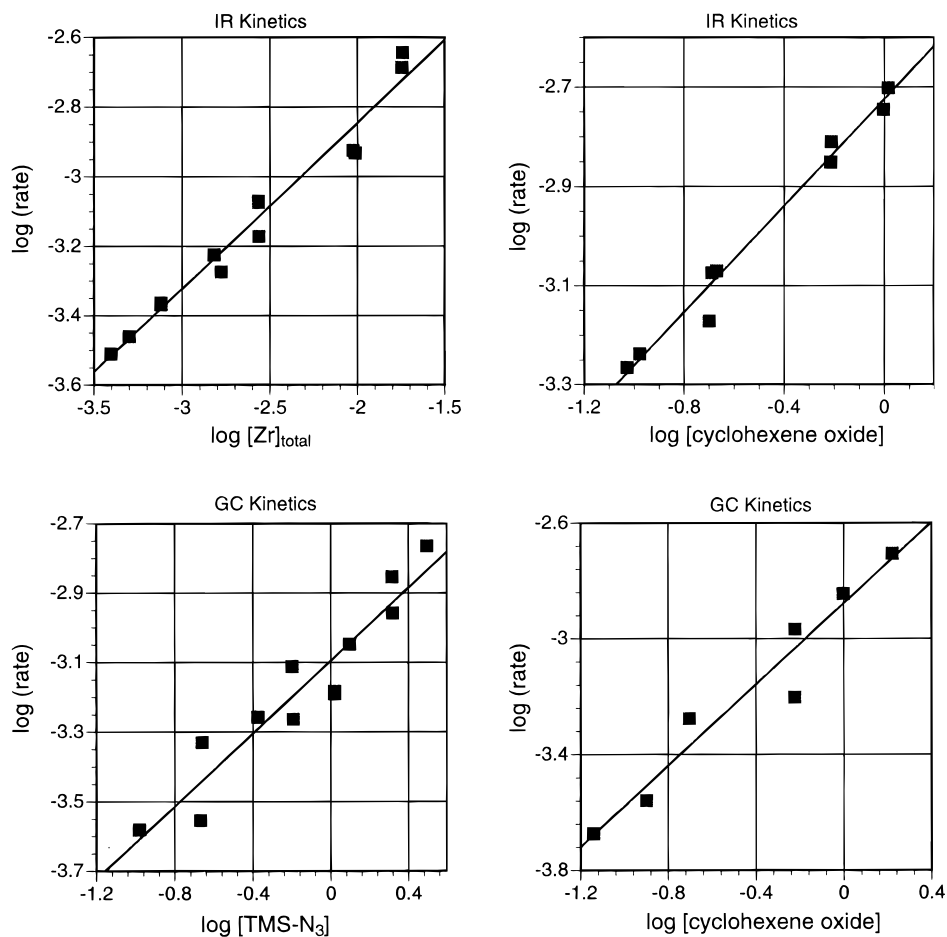 IR Kinetics
-2.6
-2.8
-3
-3.2
-3.4
-3.6
log (rate)
-3.5 -3 -2.5 -2 -1.5
log [Zr]total
IR Kinetics
-2.7
-2.9
-3.1
-3.3
log (rate)
-1.2 -0.8 -0.4 0
log [cyclohexene oxide]
GC Kinetics
-2.7
-2.9
-3.1
-3.3
-3.5
-3.7
log (rate)
-1.2 -0.8 -0.4 0 0.4
log [TMS-N3]
GC Kinetics
-2.6
-3
-3.4
-3.8
log (rate)
-1.2 -0.8 -0.4 0 0.4
log [cyclohexene oxide]